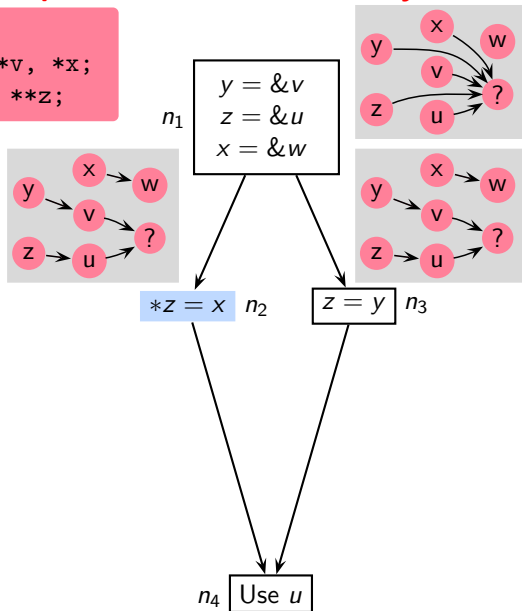 *v, *x;
**z;
x
y
w
v
?
z
u
n1
y = &v
z = &u
x = &w
x
y
w
v
?
z
u
x
y
w
v
?
z
u
*z = x n2
z = y n3
n4 Use u